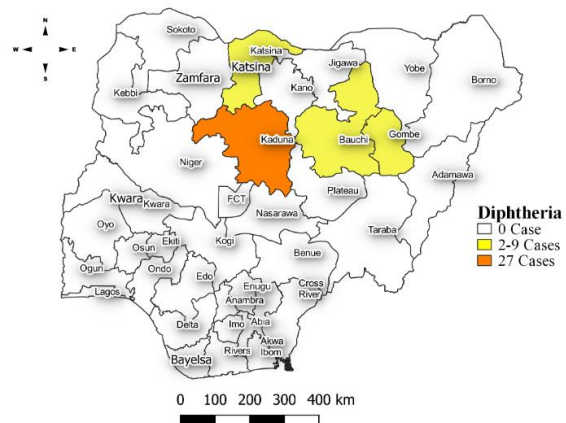 N
W E
S
Sokoto
Katsina
Katsina
Zamfara
Jigawa
Yobe
Borno
Kebbi
Kano
Kaduna
Bauchi
Gombe
Niger
Adamawa
Plateau
FCT
Kwara
Kwara
Nasarawa
Oyo
Taraba
Diphtheria
0 Case
2-9 Cases
27 Cases
Ekiti
Osun
Kogi
Benue
Ogun
Ondo
Edo
Lagos
Enugu
Cross
River
Anambra
Delta
Imo
Abia
Akwa
Ibom
Rivers
Bayelsa
0 100 200 300 400 km